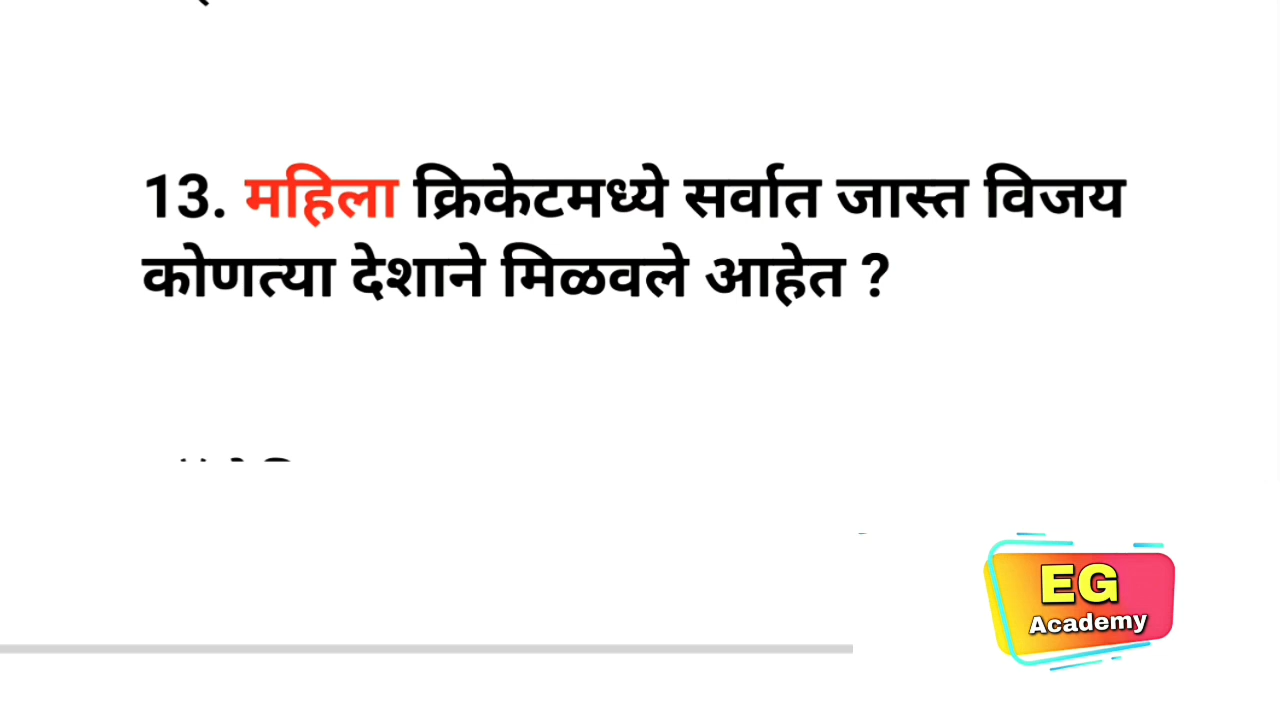 13. महिला क्रिकेटमध्ये सर्वात जास्त विजय
कोणत्या देशाने मिळवले आहेत ?
EG
Academy